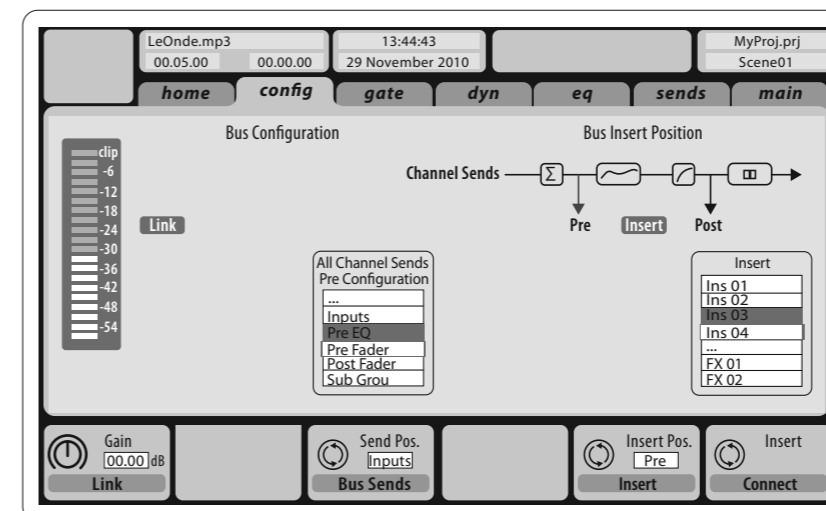 LeOnde.mp3
00.05.00 00.00.00
13:44:43
29 November 2010
MyProj.prj
Scene01
home config gate dyn eq sends main
Bus Configuration
Bus Insert Position
clip
-6
-12
-18
-24
-30
-36
-42
-48
-54
Link
Channel Sends
Σ
Pre Insert Post
All Channel Sends
Pre Configuration
...
Inputs
Pre EQ
Pre Fader
Post Fader
Sub Grou
Insert
Ins 01
Ins 02
Ins 03
Ins 04
...
FX 01
FX 02
Gain
00.00 dB
Link
Send Pos.
Inputs
Bus Sends
Insert Pos.
Pre
Insert
Insert
Connect